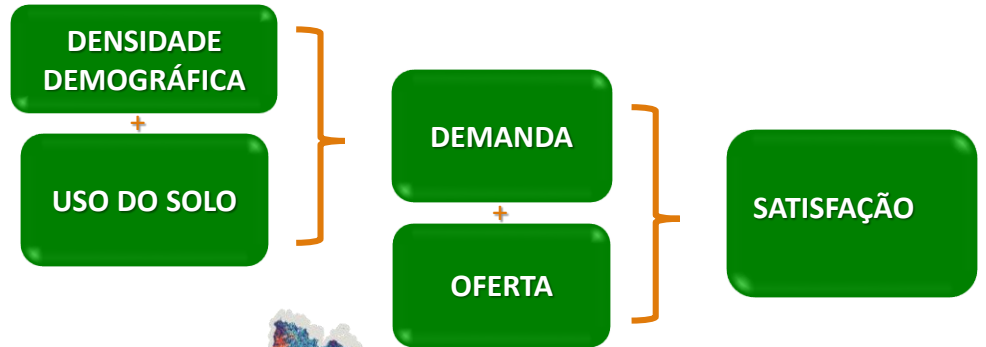 DENSIDADE
DEMOGRÁFICA
+
USO DO SOLO
DEMANDA
+
OFERTA
SATISFAÇÃO